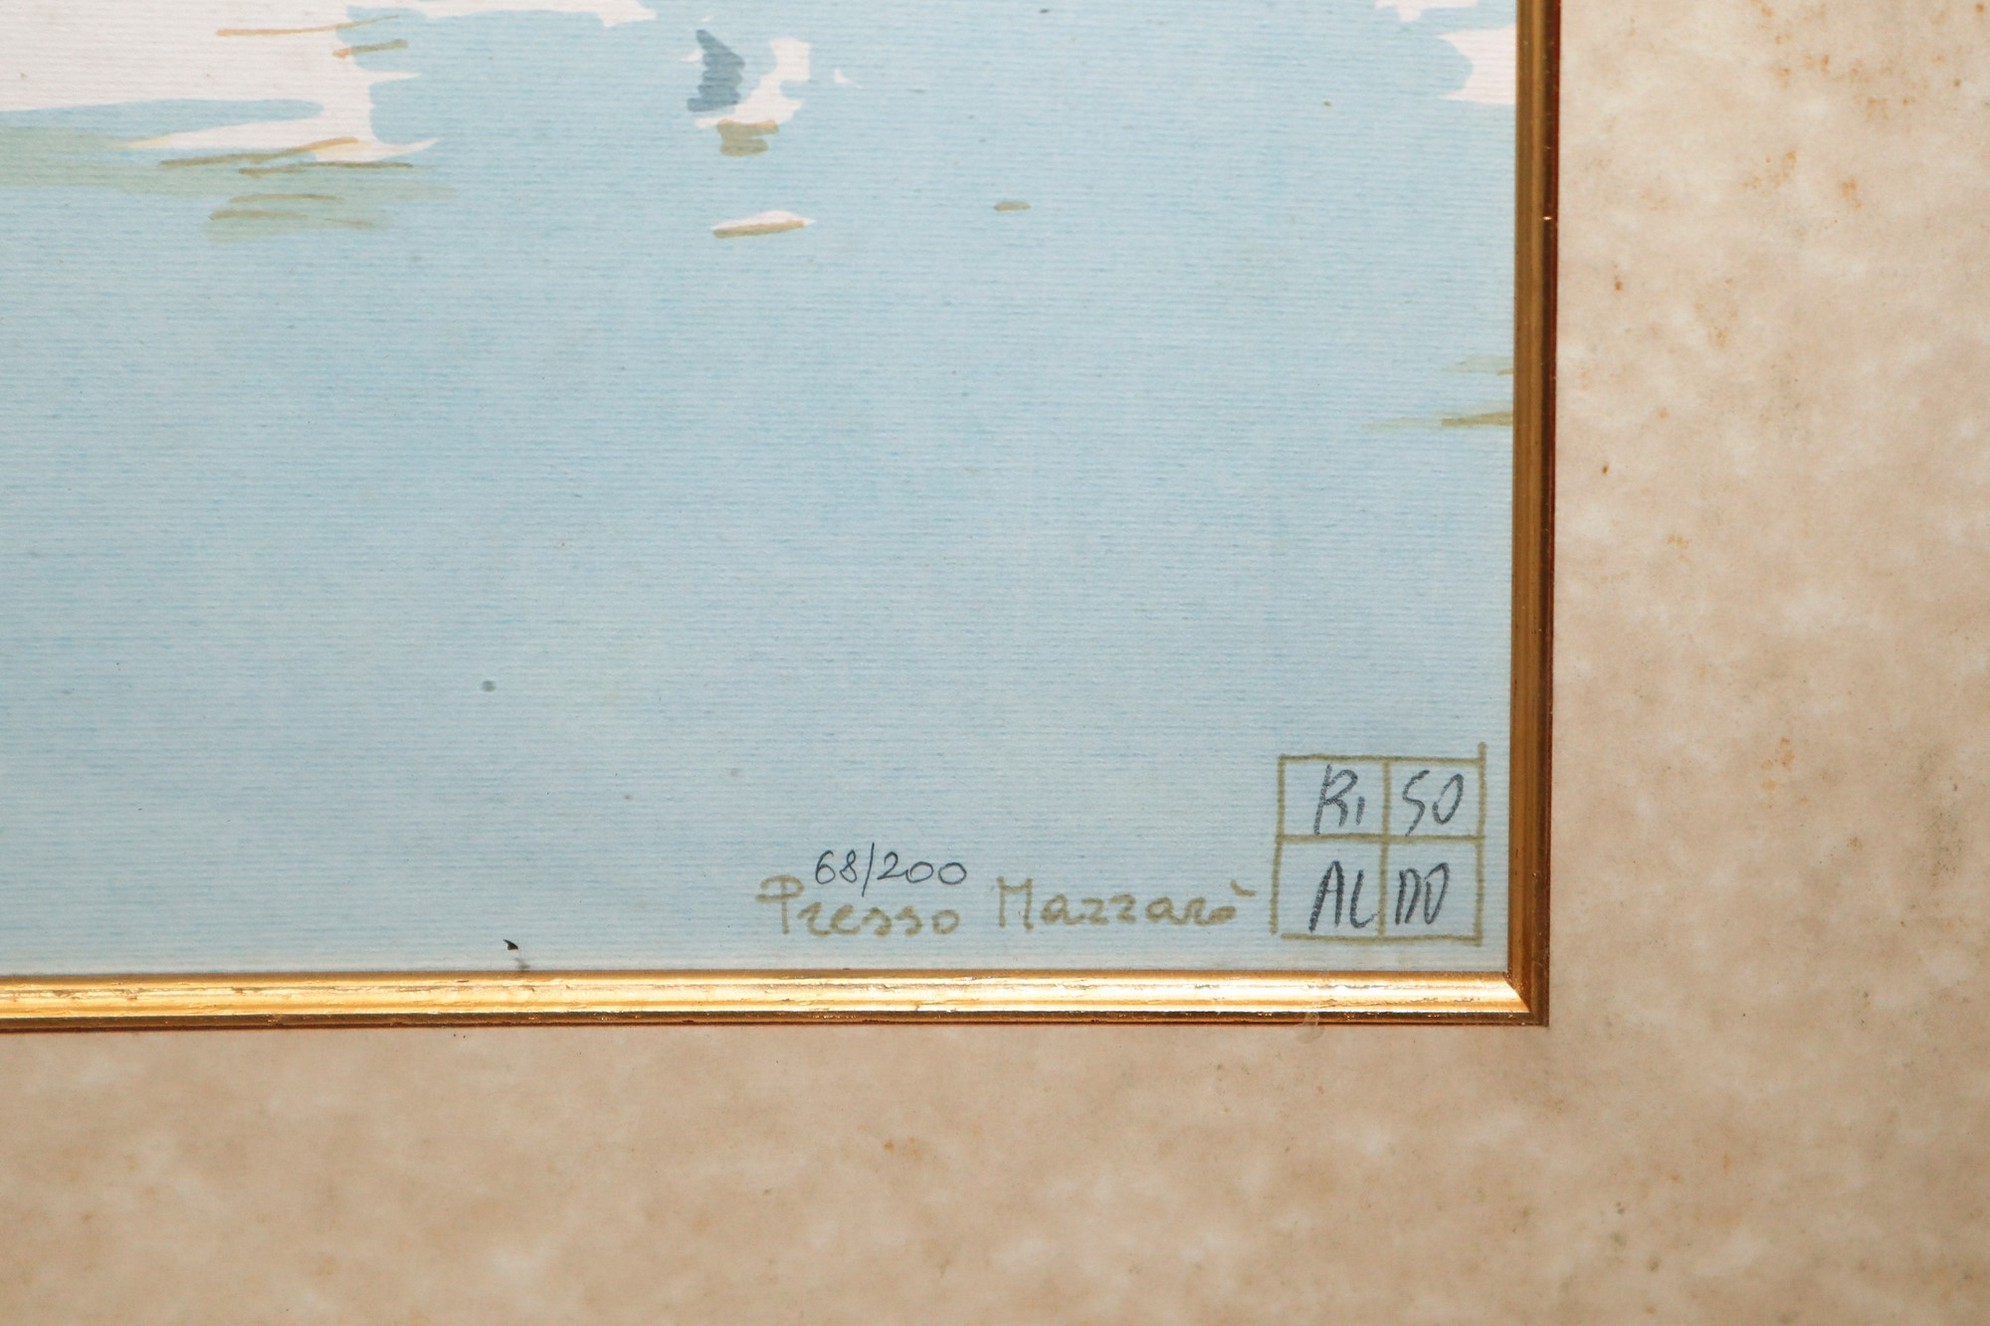 68/200
Presso Mazzarò
RI SO
AL DO